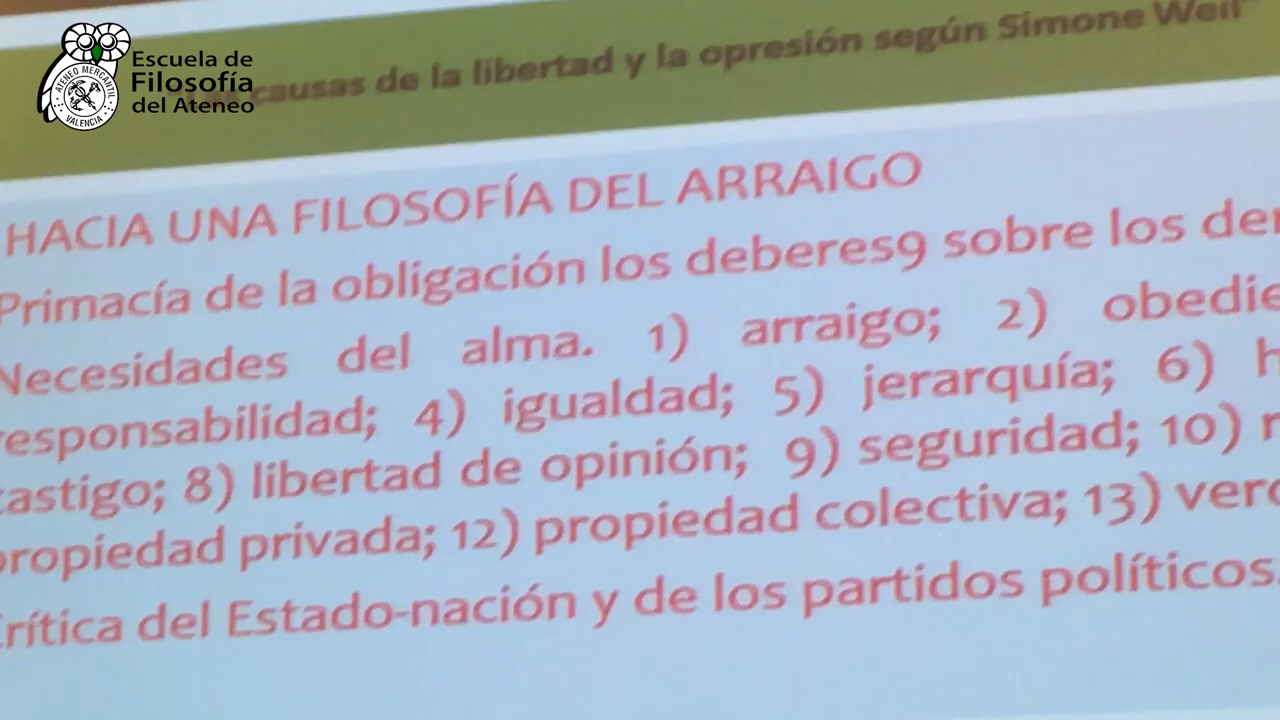 Escuela de
Filosofía
del Ateneo
ATENEO MERCANTIL
VALENCIA
causas de la libertad y la opresión según Simone Weil"
HACIA UNA FILOSOFÍA DEL ARRAIGO
Primacía de la obligación los deberes9 sobre los
Necesidades del alma. 1) arraigo; 2)
responsabilidad; 4) igualdad; 5) jerarquía; 6)
castigo; 8) libertad de opinión; 9) seguridad; 10)
propiedad privada; 12) propiedad colectiva; 13)
Crítica del Estado-nación y de los partidos políticos.